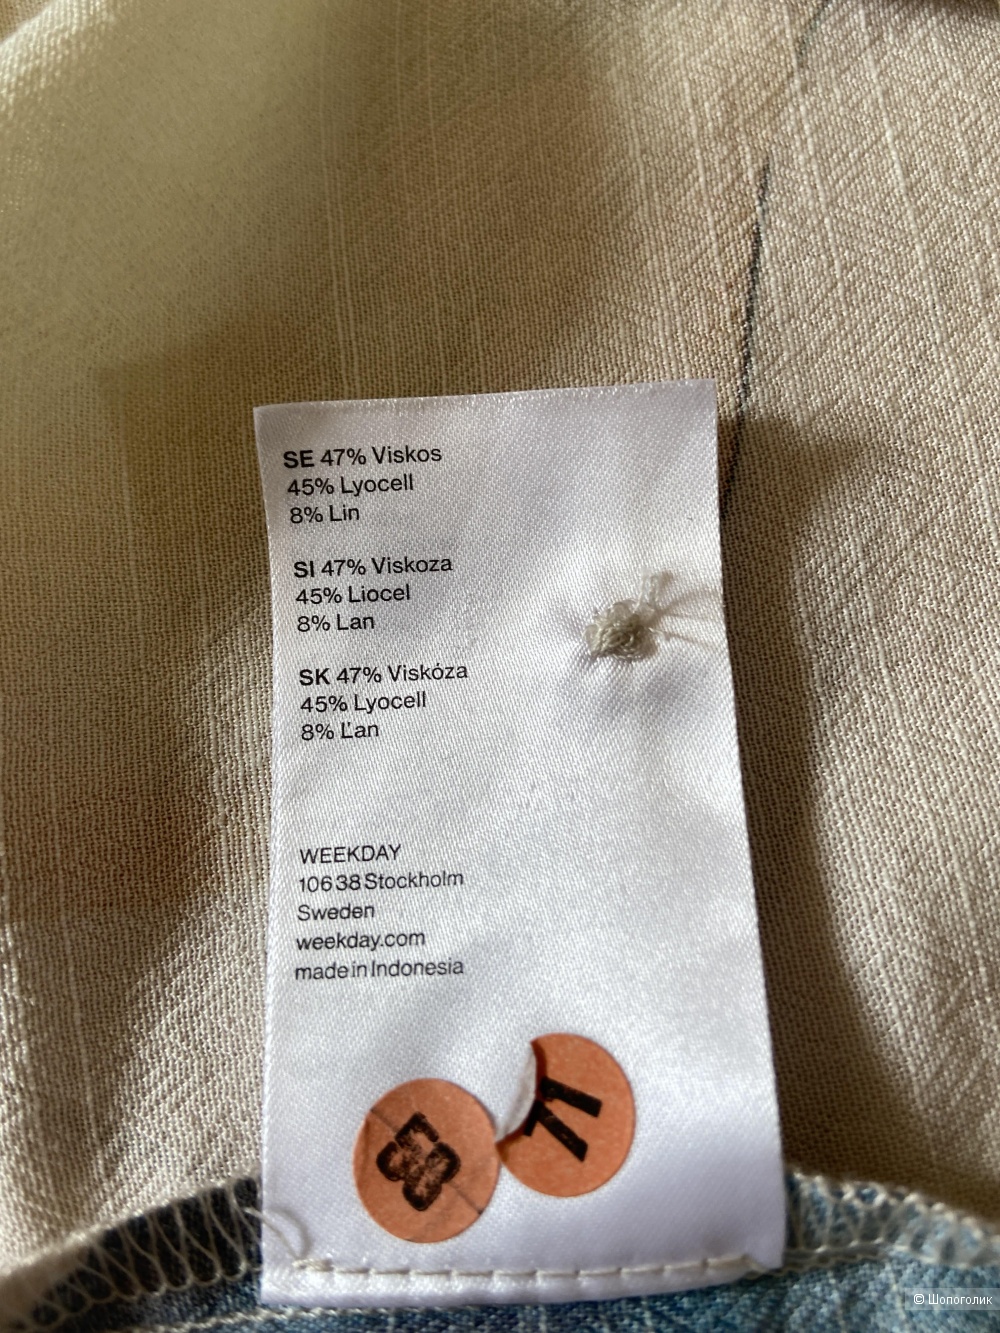 SE 47% Viskos
45% Lyocell
8% Lin
SI 47% Viskoza
45% Liocel
8% Lan
SK 47% Viskóza
45% Lyocell
8% Ľan
WEEKDAY
106 38 Stockholm
Sweden
weekday.com
made in Indonesia
© Шопоголик